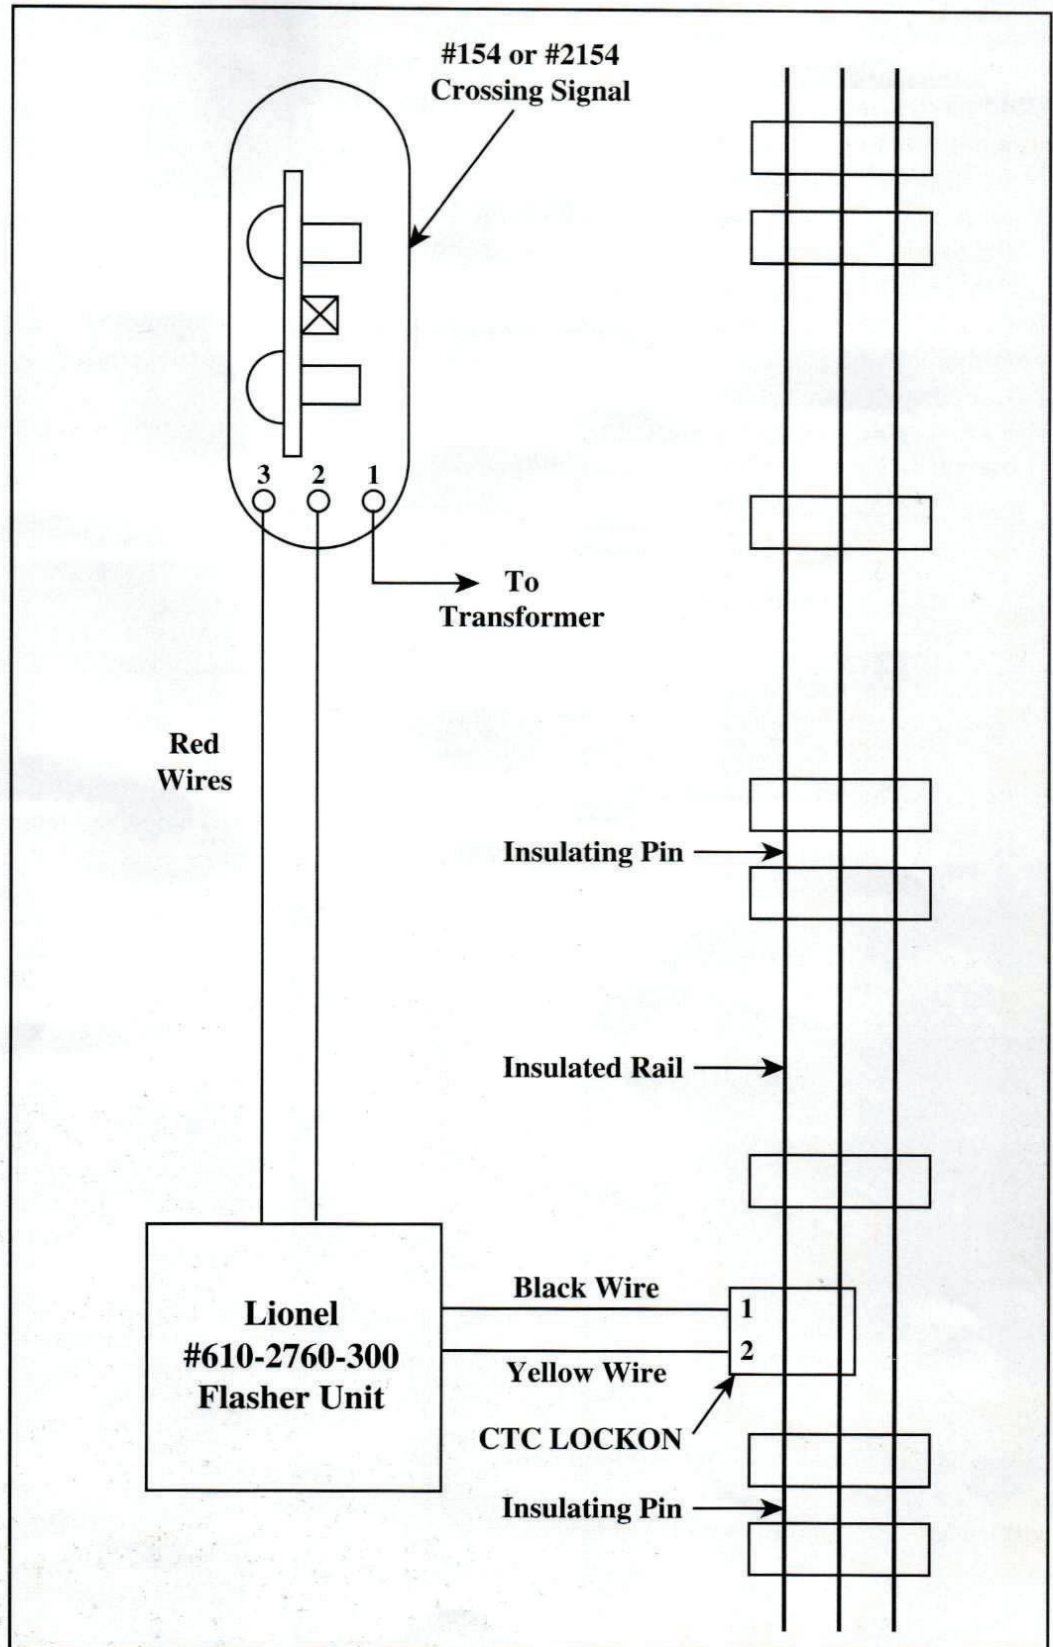 #154 or #2154
Crossing Signal
3 2 1
To
Transformer
Red
Wires
Insulating Pin
Insulated Rail
Lionel
#610-2760-300
Flasher Unit
Black Wire
1
2
Yellow Wire
CTC LOCKON
Insulating Pin